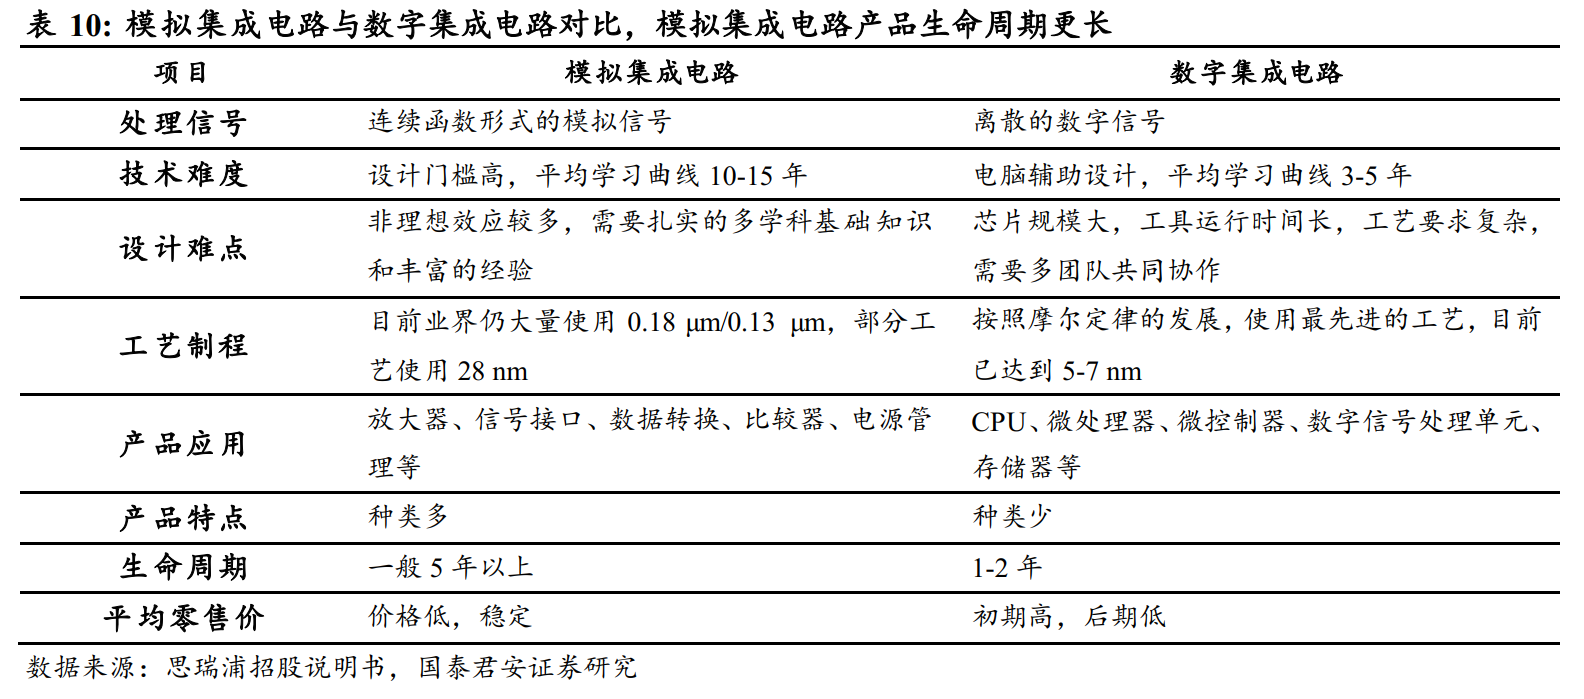 表 10: 模拟集成电路与数字集成电路对比，模拟集成电路产品生命周期更长
项目 模拟集成电路 数字集成电路
处理信号 连续函数形式的模拟信号 离散的数字信号
技术难度 设计门槛高，平均学习曲线 10-15 年 电脑辅助设计，平均学习曲线 3-5 年
设计难点 非理想效应较多，需要扎实的多学科基础知识 芯片规模大，工具运行时间长，工艺要求复杂，
和丰富的经验 需要多团队共同协作
工艺制程 目前业界仍大量使用 0.18 μm/0.13 μm，部分工 按照摩尔定律的发展，使用最先进的工艺，目前
艺使用 28 nm 已达到 5-7 nm
产品应用 放大器、信号接口、数据转换、比较器、电源管 CPU、微处理器、微控制器、数字信号处理单元、
理等 存储器等
产品特点 种类多 种类少
生命周期 一般 5 年以上 1-2 年
平均零售价 价格低，稳定 初期高，后期低
数据来源：思瑞浦招股说明书，国泰君安证券研究